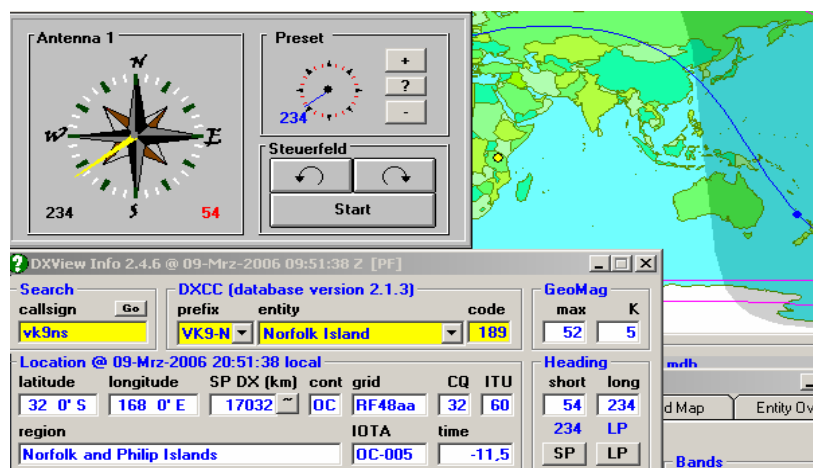 Antenna 1
N
W
E
S
234
54
Preset
+
?
-
234
Steuerfeld
Start
DXView Info 2.4.6 @ 09-Mrz-2006 09:51:38 Z [PF]
Search
callsign
Go
vk9ns
DXCC (database version 2.1.3)
prefix entity code
VK9-N Norfolk Island 189
GeoMag
max K
52 5
Location @ 09-Mrz-2006 20:51:38 local
latitude longitude SP DX (km) cont grid CQ ITU
32 0' S 168 0' E 17032 ~ OC RF48aa 32 60
region IOTA time
Norfolk and Philip Islands OC-005 -11,5
Heading
short long
54 234
234 LP
SP LP
mdb
d Map
Entity Ov
Bands